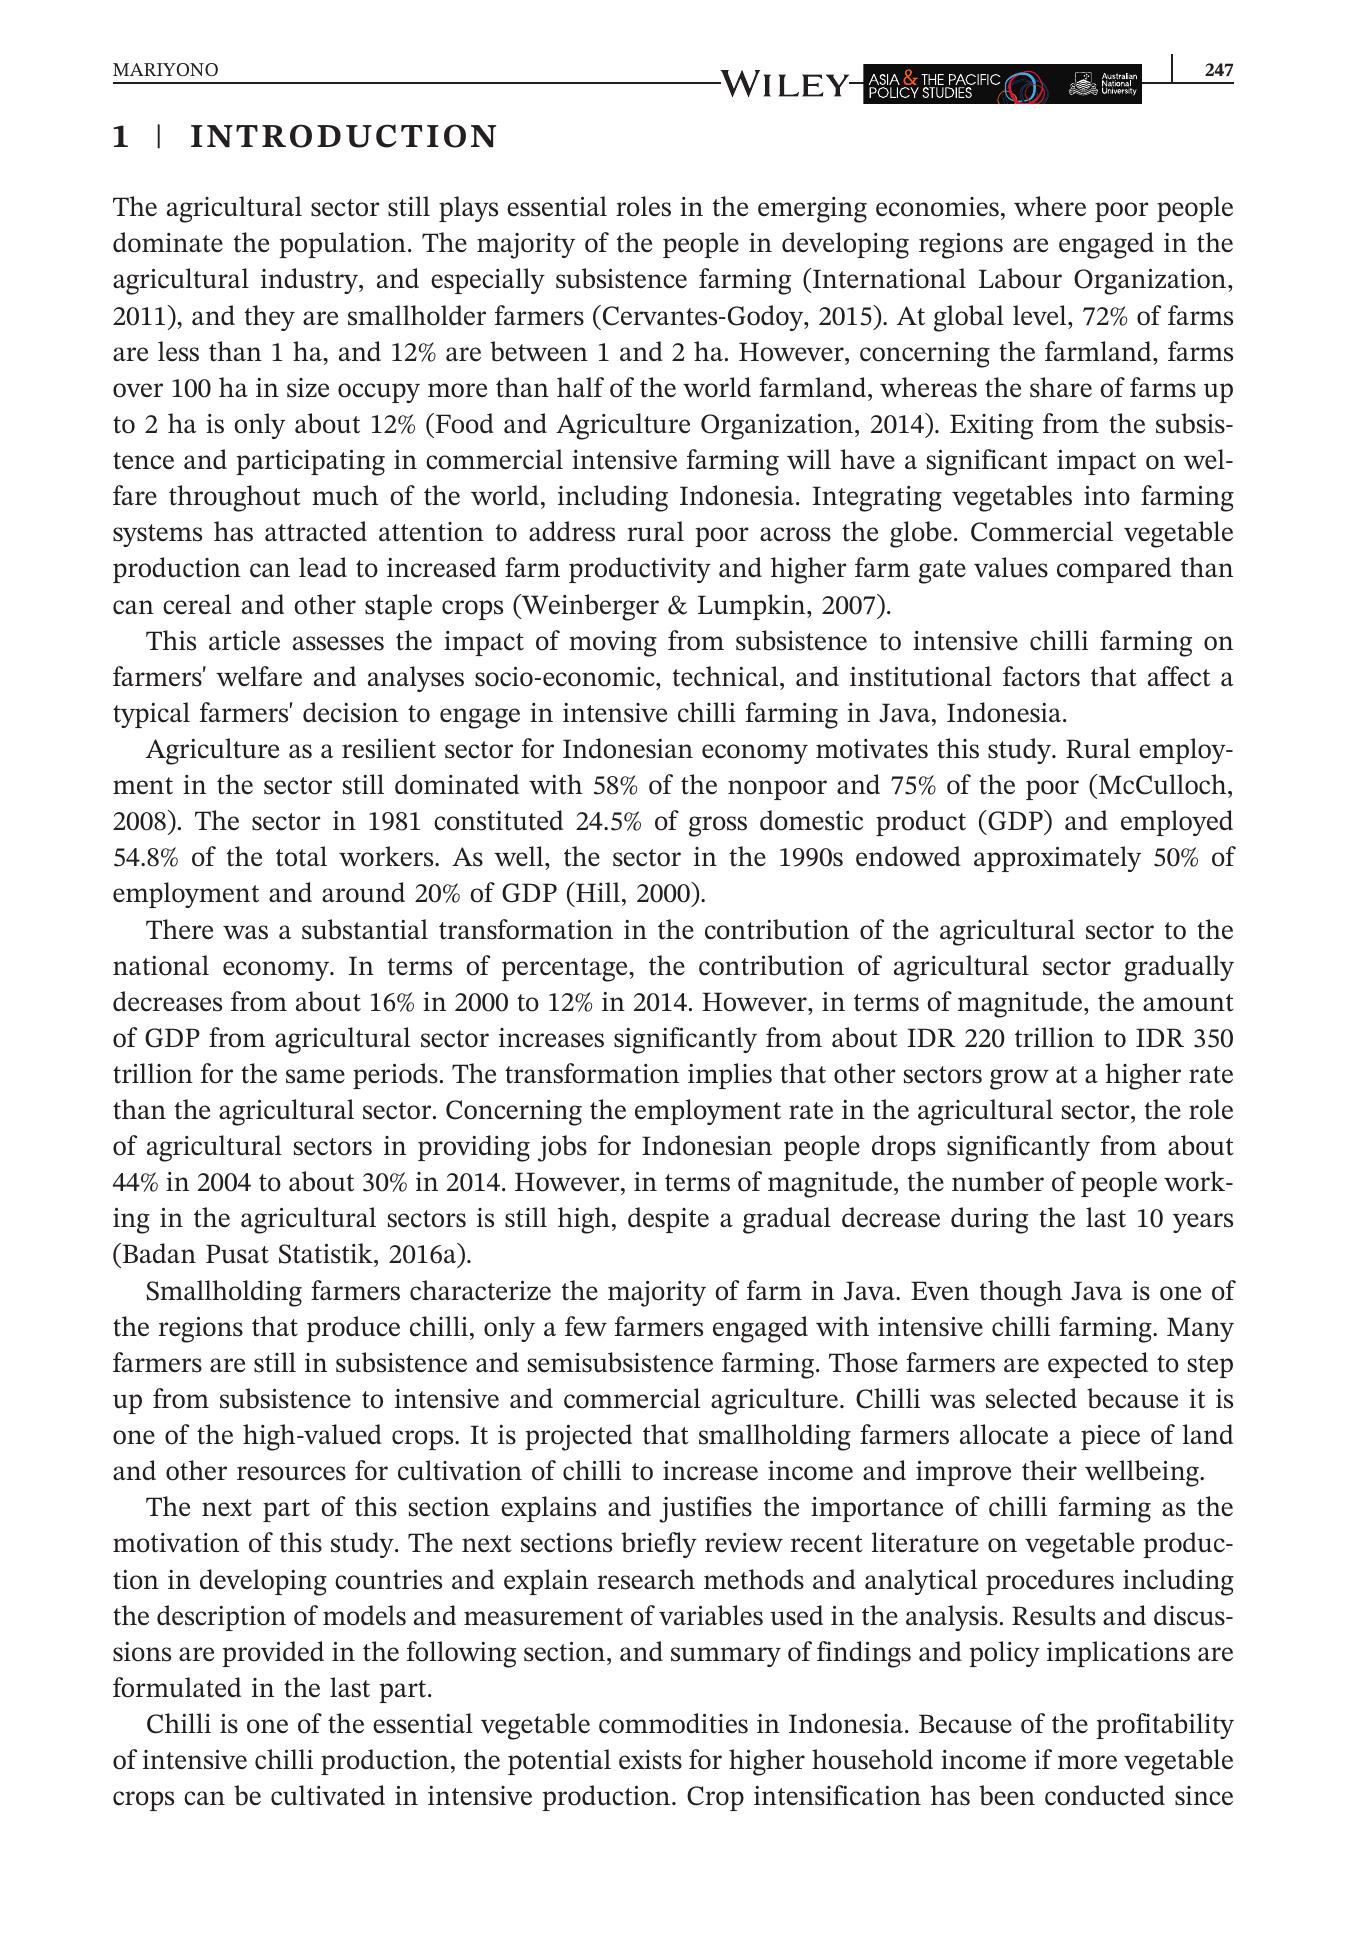 MARIYONO
WILEY
ASIA & THE PACIFIC
POLICY STUDIES
Australian
National
University
247
1 | INTRODUCTION
The agricultural sector still plays essential roles in the emerging economies, where poor people
dominate the population. The majority of the people in developing regions are engaged in the
agricultural industry, and especially subsistence farming (International Labour Organization,
2011), and they are smallholder farmers (Cervantes-Godoy, 2015). At global level, 72% of farms
are less than 1 ha, and 12% are between 1 and 2 ha. However, concerning the farmland, farms
over 100 ha in size occupy more than half of the world farmland, whereas the share of farms up
to 2 ha is only about 12% (Food and Agriculture Organization, 2014). Exiting from the subsis-
tence and participating in commercial intensive farming will have a significant impact on wel-
fare throughout much of the world, including Indonesia. Integrating vegetables into farming
systems has attracted attention to address rural poor across the globe. Commercial vegetable
production can lead to increased farm productivity and higher farm gate values compared than
can cereal and other staple crops (Weinberger & Lumpkin, 2007).
This article assesses the impact of moving from subsistence to intensive chilli farming on
farmers' welfare and analyses socio-economic, technical, and institutional factors that affect a
typical farmers' decision to engage in intensive chilli farming in Java, Indonesia.
Agriculture as a resilient sector for Indonesian economy motivates this study. Rural employ-
ment in the sector still dominated with 58% of the nonpoor and 75% of the poor (McCulloch,
2008). The sector in 1981 constituted 24.5% of gross domestic product (GDP) and employed
54.8% of the total workers. As well, the sector in the 1990s endowed approximately 50% of
employment and around 20% of GDP (Hill, 2000).
There was a substantial transformation in the contribution of the agricultural sector to the
national economy. In terms of percentage, the contribution of agricultural sector gradually
decreases from about 16% in 2000 to 12% in 2014. However, in terms of magnitude, the amount
of GDP from agricultural sector increases significantly from about IDR 220 trillion to IDR 350
trillion for the same periods. The transformation implies that other sectors grow at a higher rate
than the agricultural sector. Concerning the employment rate in the agricultural sector, the role
of agricultural sectors in providing jobs for Indonesian people drops significantly from about
44% in 2004 to about 30% in 2014. However, in terms of magnitude, the number of people work-
ing in the agricultural sectors is still high, despite a gradual decrease during the last 10 years
(Badan Pusat Statistik, 2016a).
Smallholding farmers characterize the majority of farm in Java. Even though Java is one of
the regions that produce chilli, only a few farmers engaged with intensive chilli farming. Many
farmers are still in subsistence and semisubsistence farming. Those farmers are expected to step
up from subsistence to intensive and commercial agriculture. Chilli was selected because it is
one of the high-valued crops. It is projected that smallholding farmers allocate a piece of land
and other resources for cultivation of chilli to increase income and improve their wellbeing.
The next part of this section explains and justifies the importance of chilli farming as the
motivation of this study. The next sections briefly review recent literature on vegetable produc-
tion in developing countries and explain research methods and analytical procedures including
the description of models and measurement of variables used in the analysis. Results and discus-
sions are provided in the following section, and summary of findings and policy implications are
formulated in the last part.
Chilli is one of the essential vegetable commodities in Indonesia. Because of the profitability
of intensive chilli production, the potential exists for higher household income if more vegetable
crops can be cultivated in intensive production. Crop intensification has been conducted since